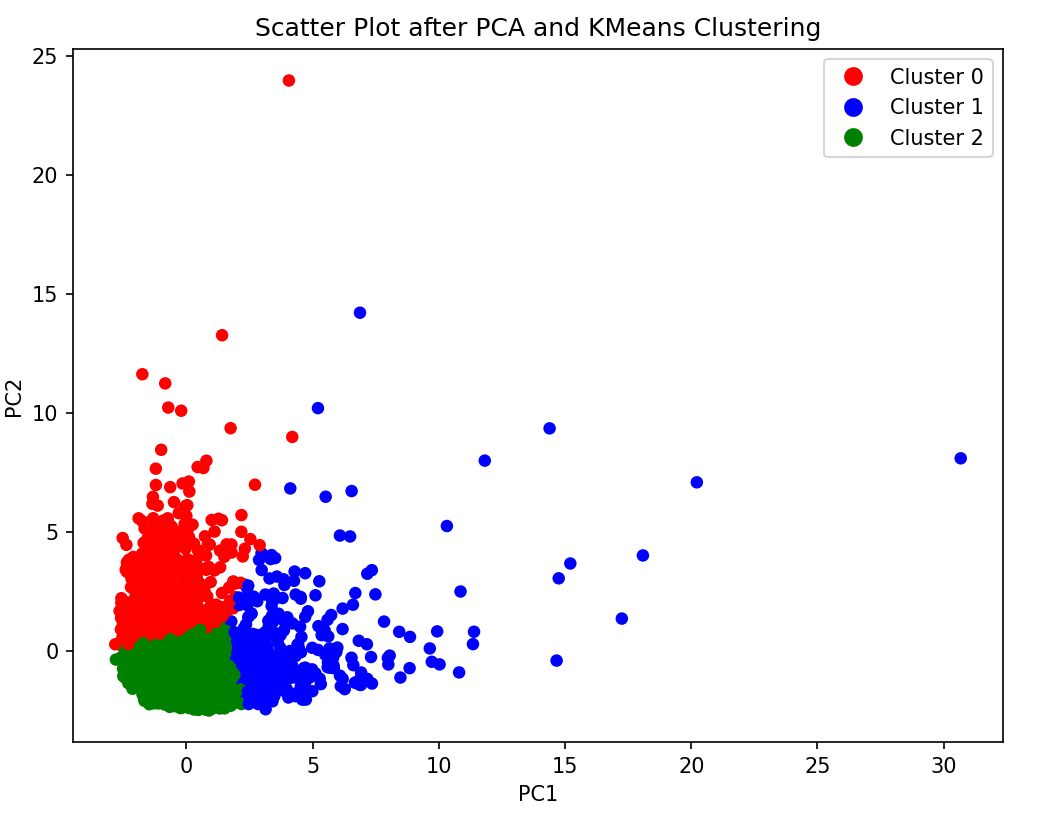 Scatter Plot after PCA and KMeans Clustering
25
20
15
10
5
0
PC2
Cluster 0
Cluster 1
Cluster 2
0 5 10 15 20 25 30
PC1